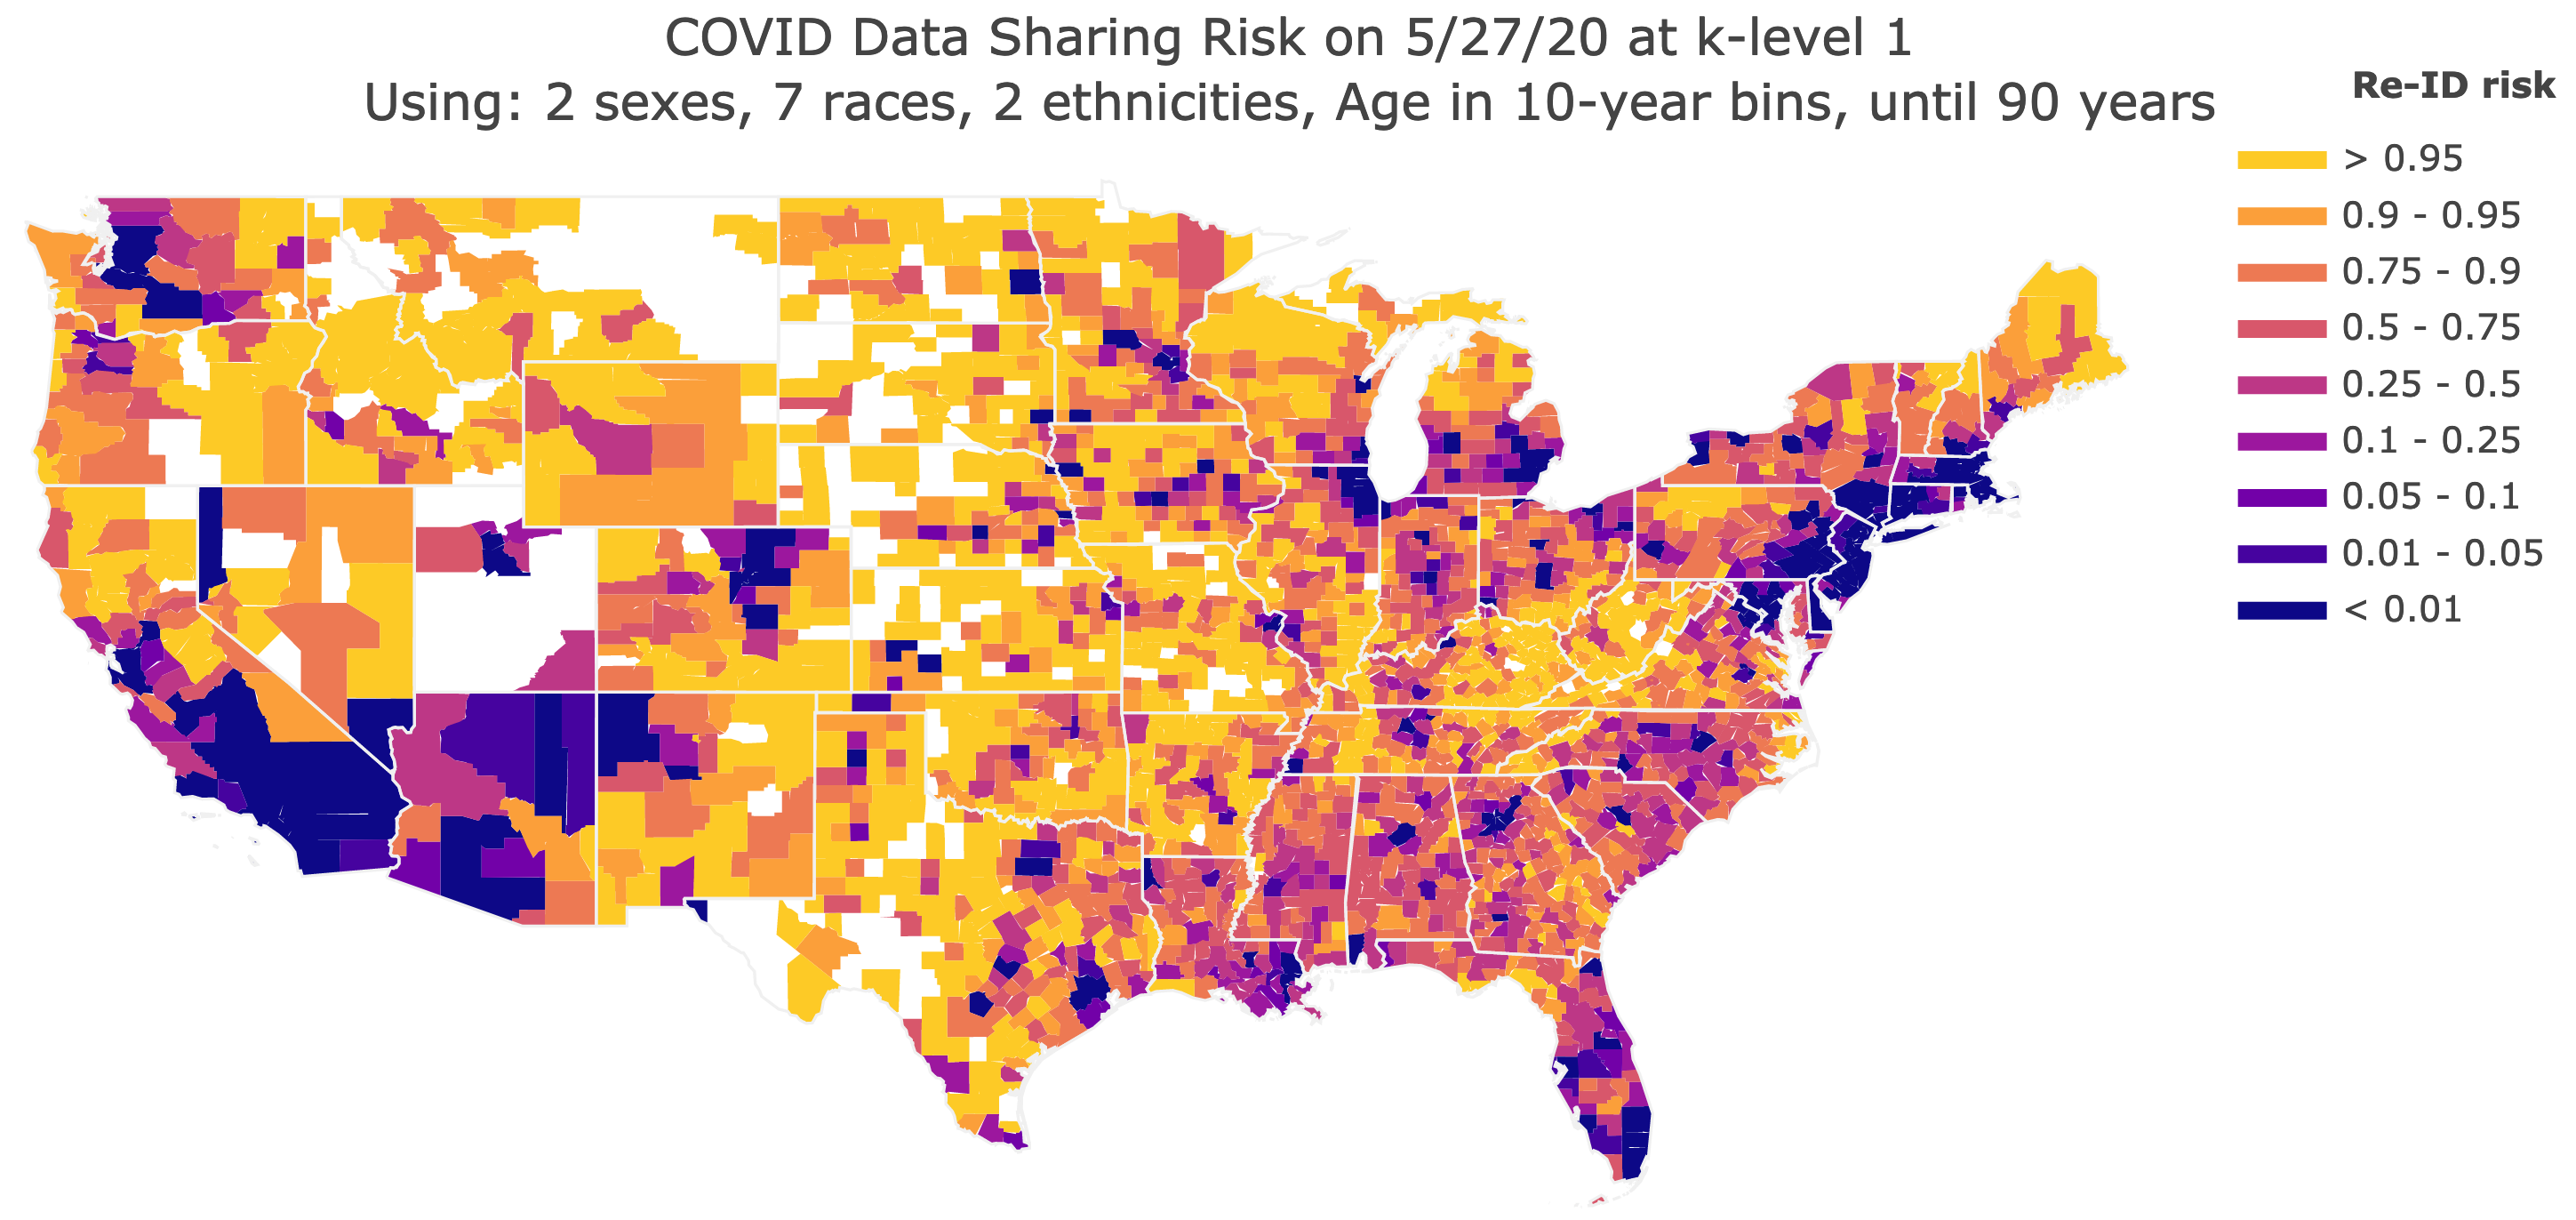 COVID Data Sharing Risk on 5/27/20 at k-level 1
Using: 2 sexes, 7 races, 2 ethnicities, Age in 10-year bins, until 90 years
Re-ID risk
> 0.95
0.9 - 0.95
0.75 - 0.9
0.5 - 0.75
0.25 - 0.5
0.1 - 0.25
0.05 - 0.1
0.01 - 0.05
< 0.01